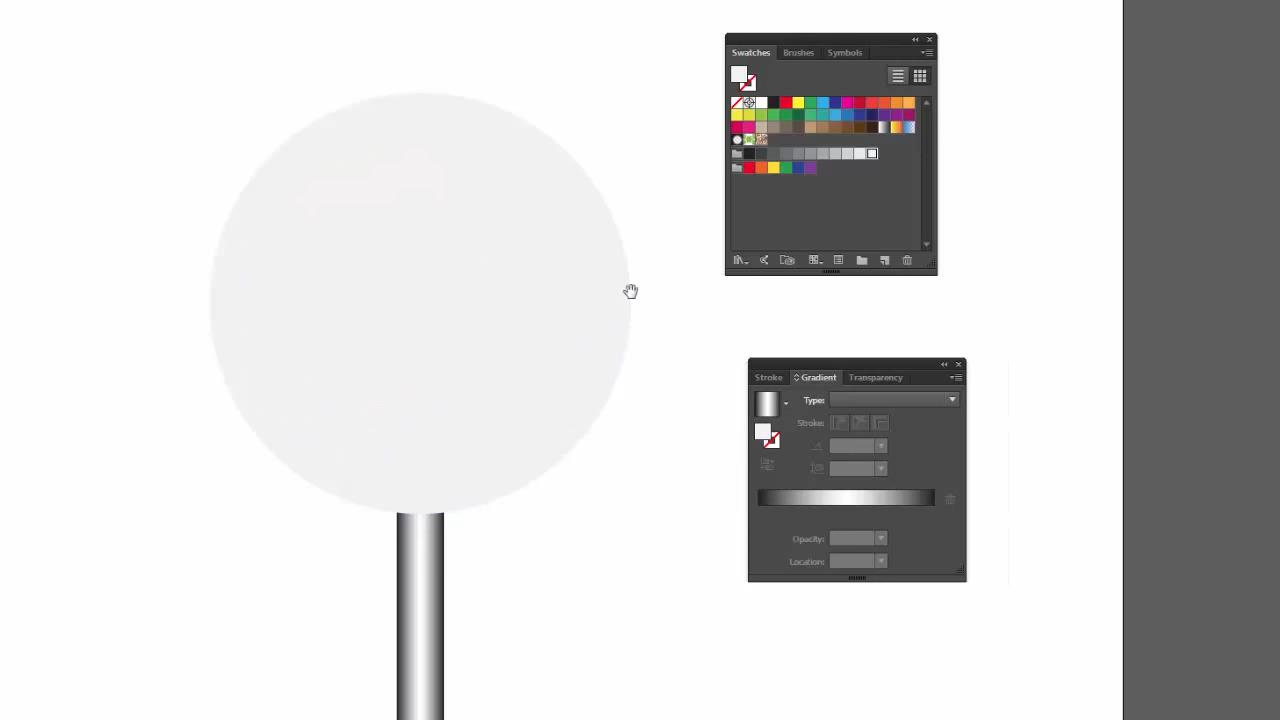 Swatches Brushes Symbols
Stroke Gradient Transparency
Type:
Stroke:
Opacity:
Location: